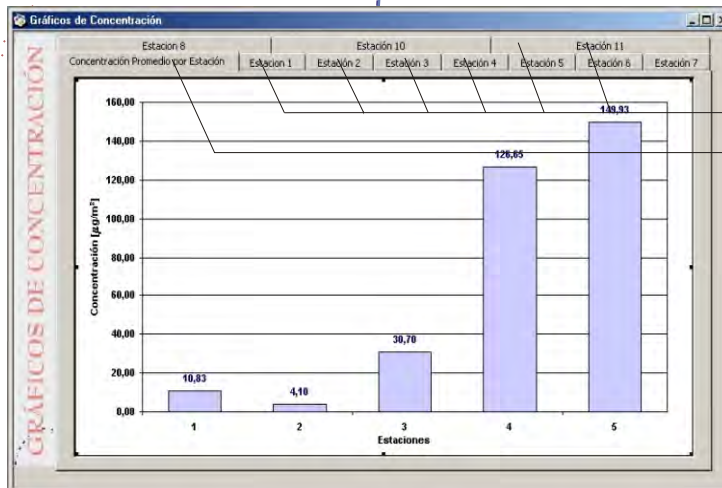 Gráficos de Concentración
GRÁFICOS DE CONCENTRACIÓN
Estacion 8 Estación 10 Estación 11
Concentración Promedio por Estación Estacion 1 Estación 2 Estación 3 Estación 4 Estación 5 Estación 6 Estación 7
Concentración [µg/m³]
160,00
140,00
120,00
100,00
80,00
60,00
40,00
20,00
0,00
10,83
4,10
30,70
126,65
149,93
1 2 3 4 5
Estaciones